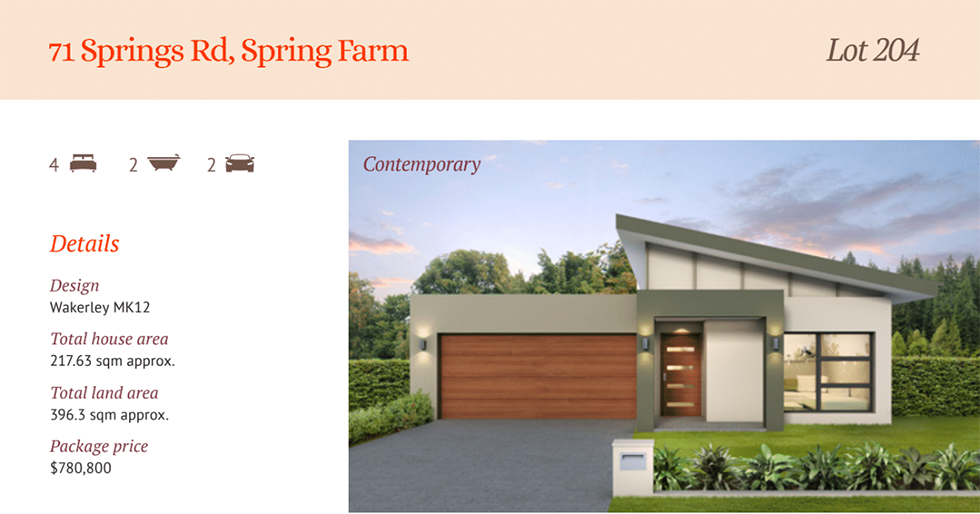 71 Springs Rd, Spring Farm
Lot 204
4 2 2
Contemporary
Details
Design
Wakerley MK12
Total house area
217.63 sqm approx.
Total land area
396.3 sqm approx.
Package price
$780,800